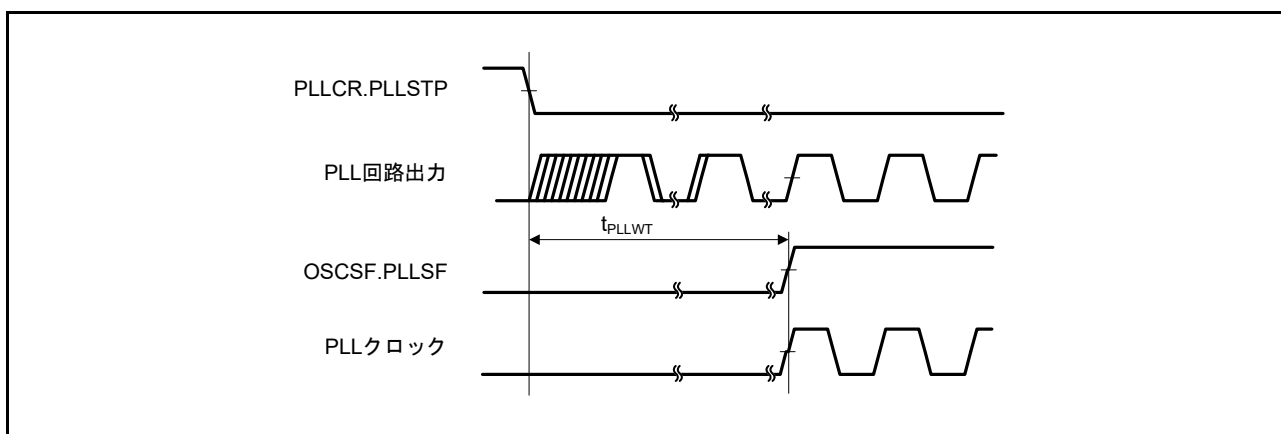 PLLCR.PLLSTP
PLL回路出力
tPLLWT
OSCSF.PLLSF
PLLクロック